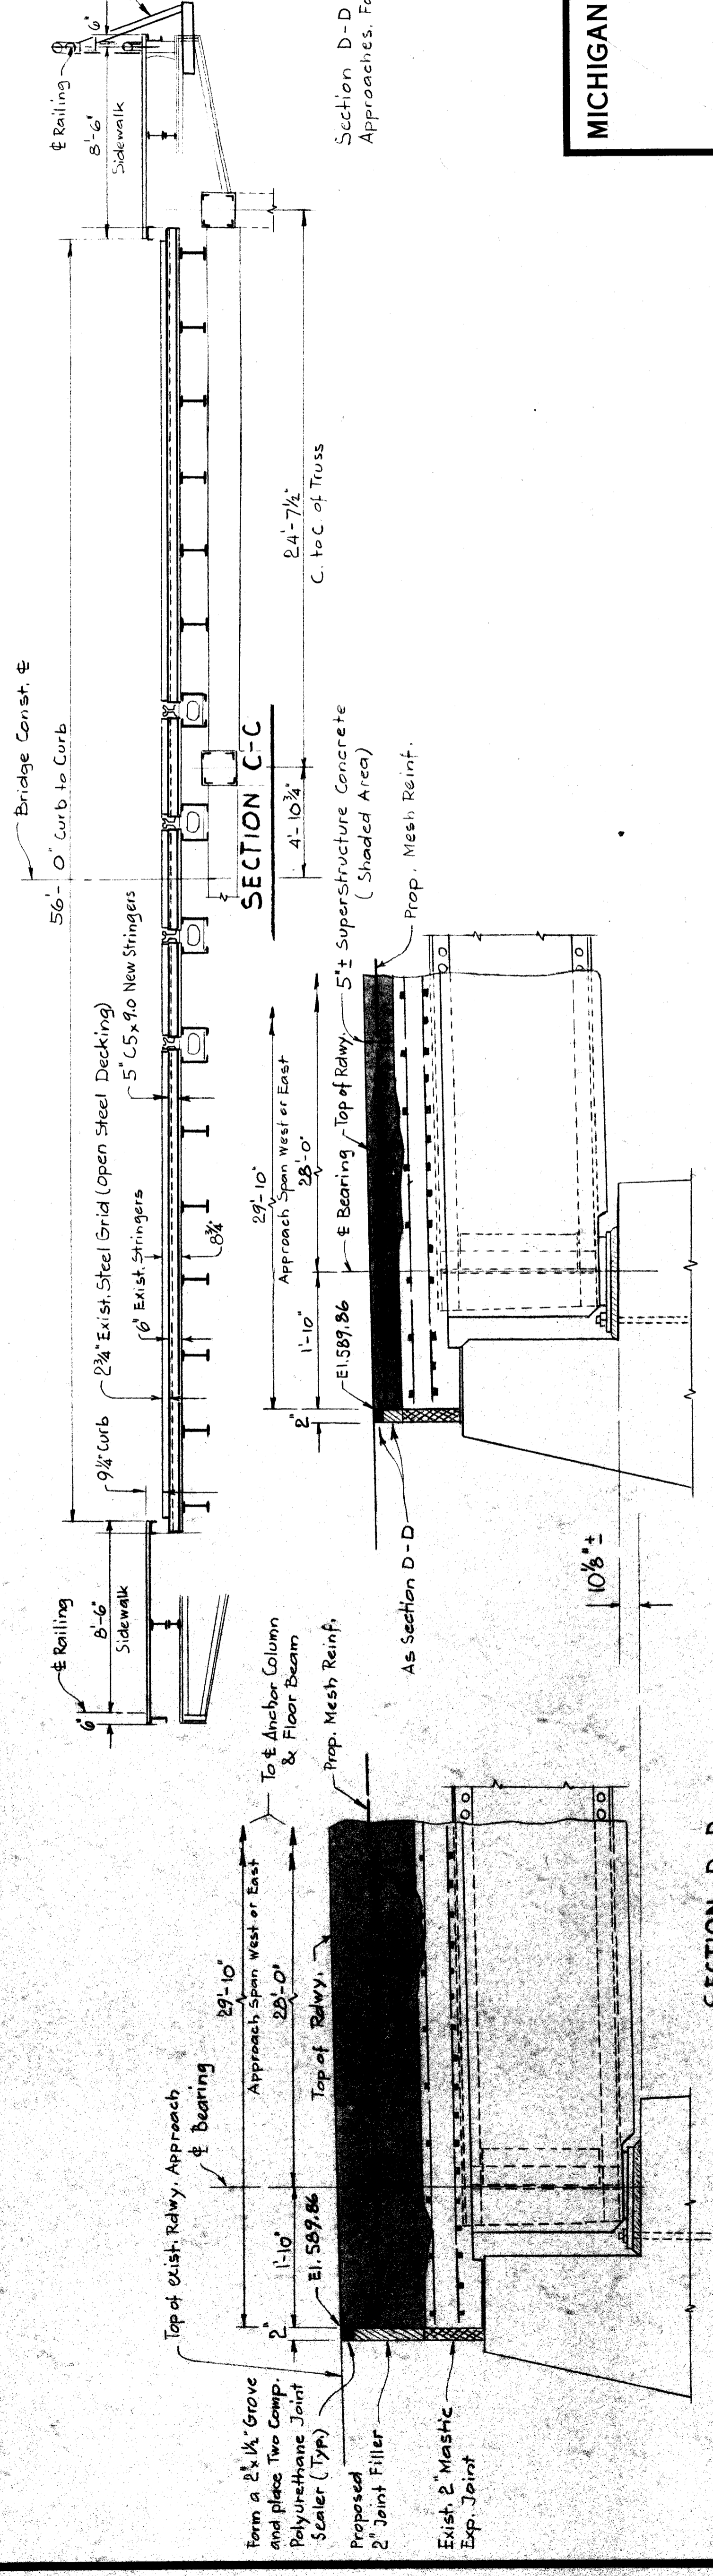 Form a 2"x 1½" Grove
and place Two Comp.
Polyurethane Joint
Sealer (Typ.)
Proposed
2" Joint Filler
Exist. 2" Mastic
Exp. Joint
Top of exist. Rdwy. Approach
₵ Bearing
29'-10"
Approach Span West or East
28'-0"
1'-10"
2"
El. 589.86
Top of Rdwy.
To ₵ Anchor Column
& Floor Beam
Prop. Mesh Reinf.
6"
₵ Railing
8'-6"
Sidewalk
9¼" Curb
2¾" Exist. Steel Grid (Open Steel Decking)
6" Exist. Stringers
8¾"
5" C5x9.0 New Stringers
56'-0" Curb to Curb
Bridge Const. ₵
SECTION C-C
4'-10¾"
24'-7½"
C. to C. of Truss
₵ Railing
8'-6"
Sidewalk
6"
29'-10"
Approach Span West or East
28'-0"
1'-10"
2"
El. 589.86
₵ Bearing
Top of Rdwy.
5"± Superstructure Concrete
(Shaded Area)
Prop. Mesh Reinf.
As Section D-D
10⅛"±
Section D-D
Approaches.
MICHIGAN